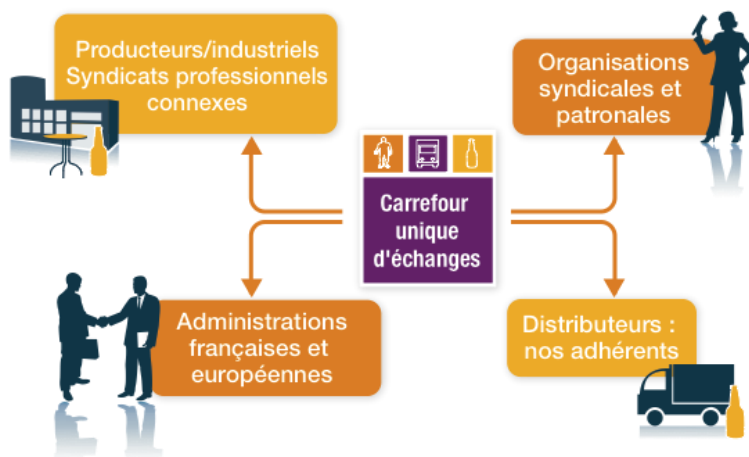 Producteurs/industriels
Syndicats professionnels
connexes
Organisations
syndicales et
patronales
Carrefour
unique
d'échanges
Administrations
françaises et
européennes
Distributeurs :
nos adhérents